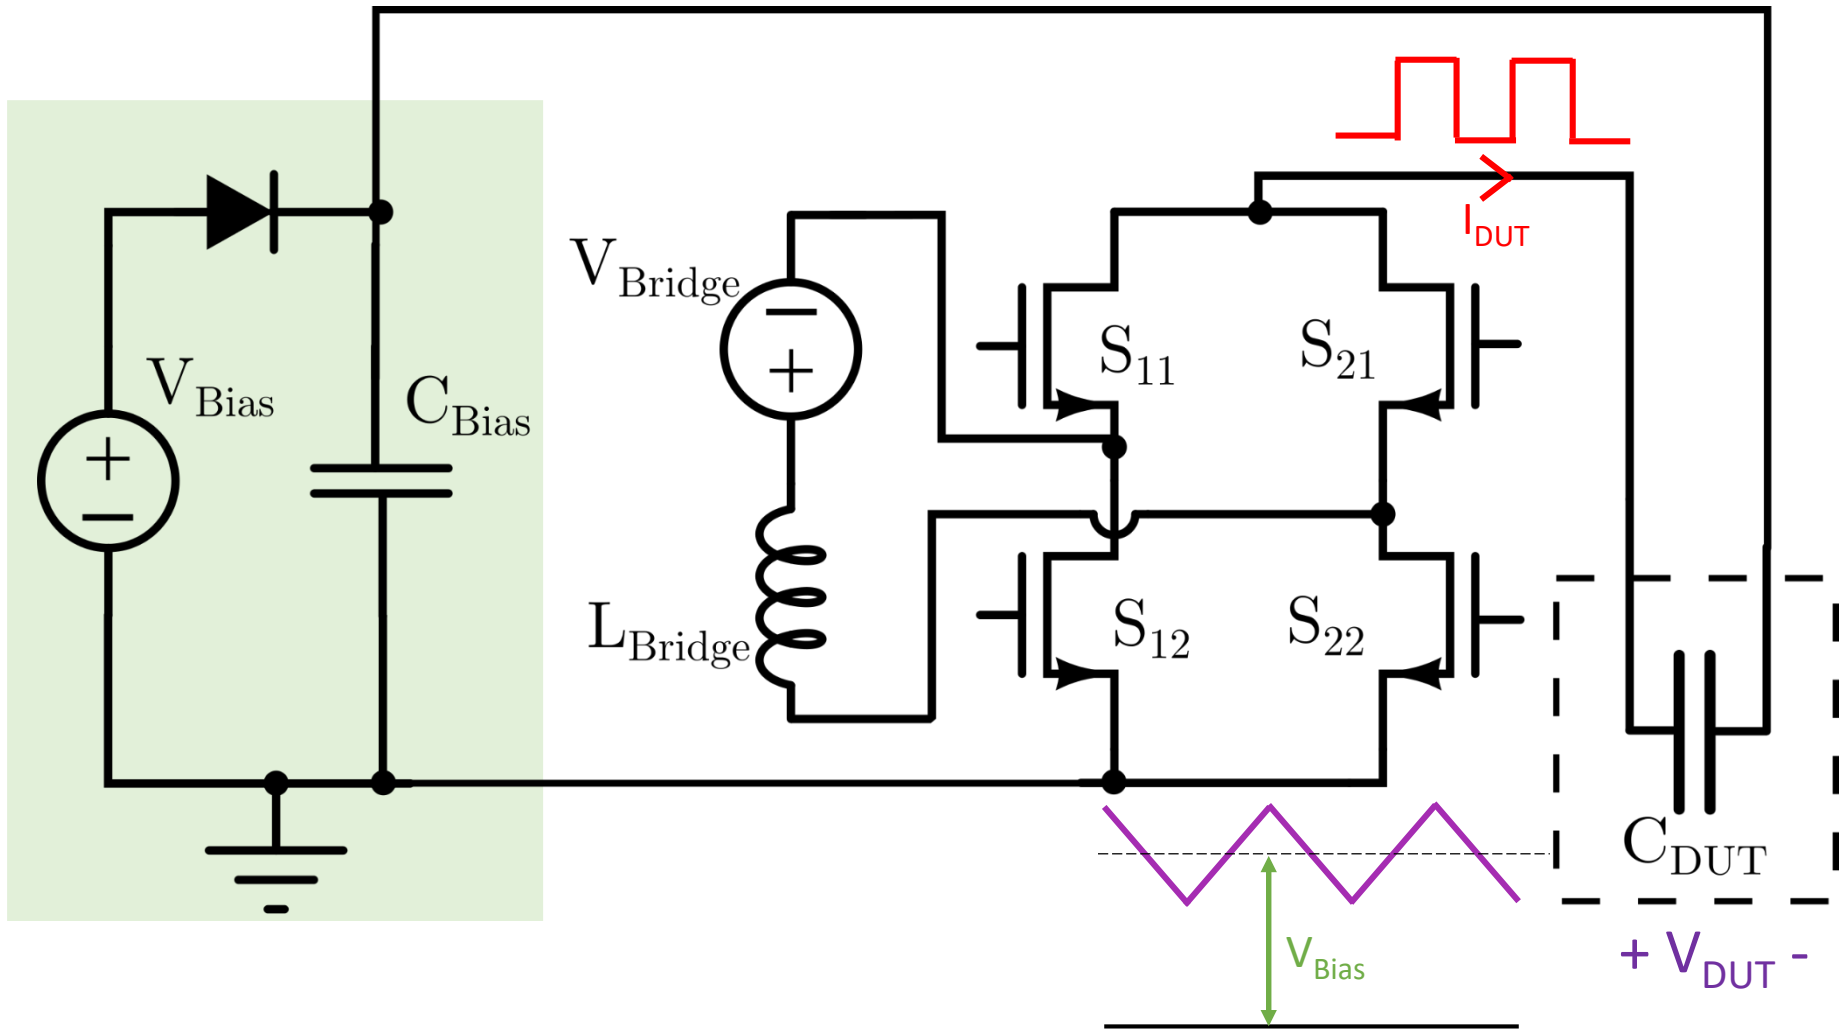 I_DUT
V_Bridge
−
+
S_11
S_21
V_Bias
+
−
C_Bias
L_Bridge
S_12
S_22
C_DUT
V_Bias
+ V_DUT -